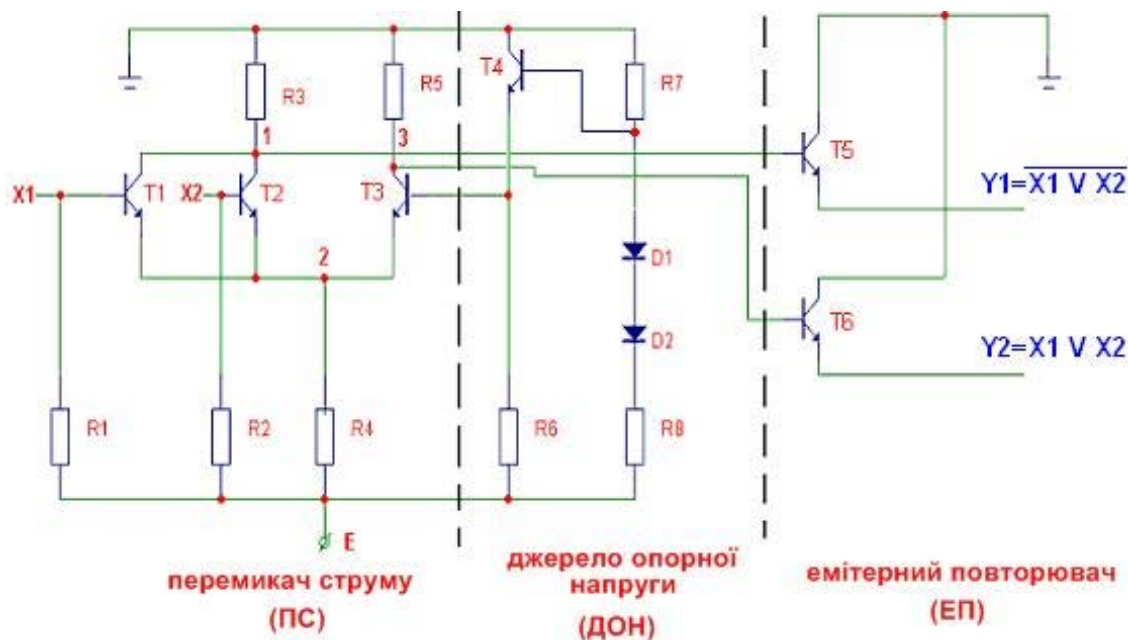 T4
R3
R5
R7
1
3
X1
T1
X2
T2
T3
T5
Y1=X1 V X2
2
D1
T6
D2
Y2=X1 V X2
R1
R2
R4
R6
R8
E
перемикач струму
(ПС)
джерело опорної
напруги
(ДОН)
емітерний повторювач
(ЕП)